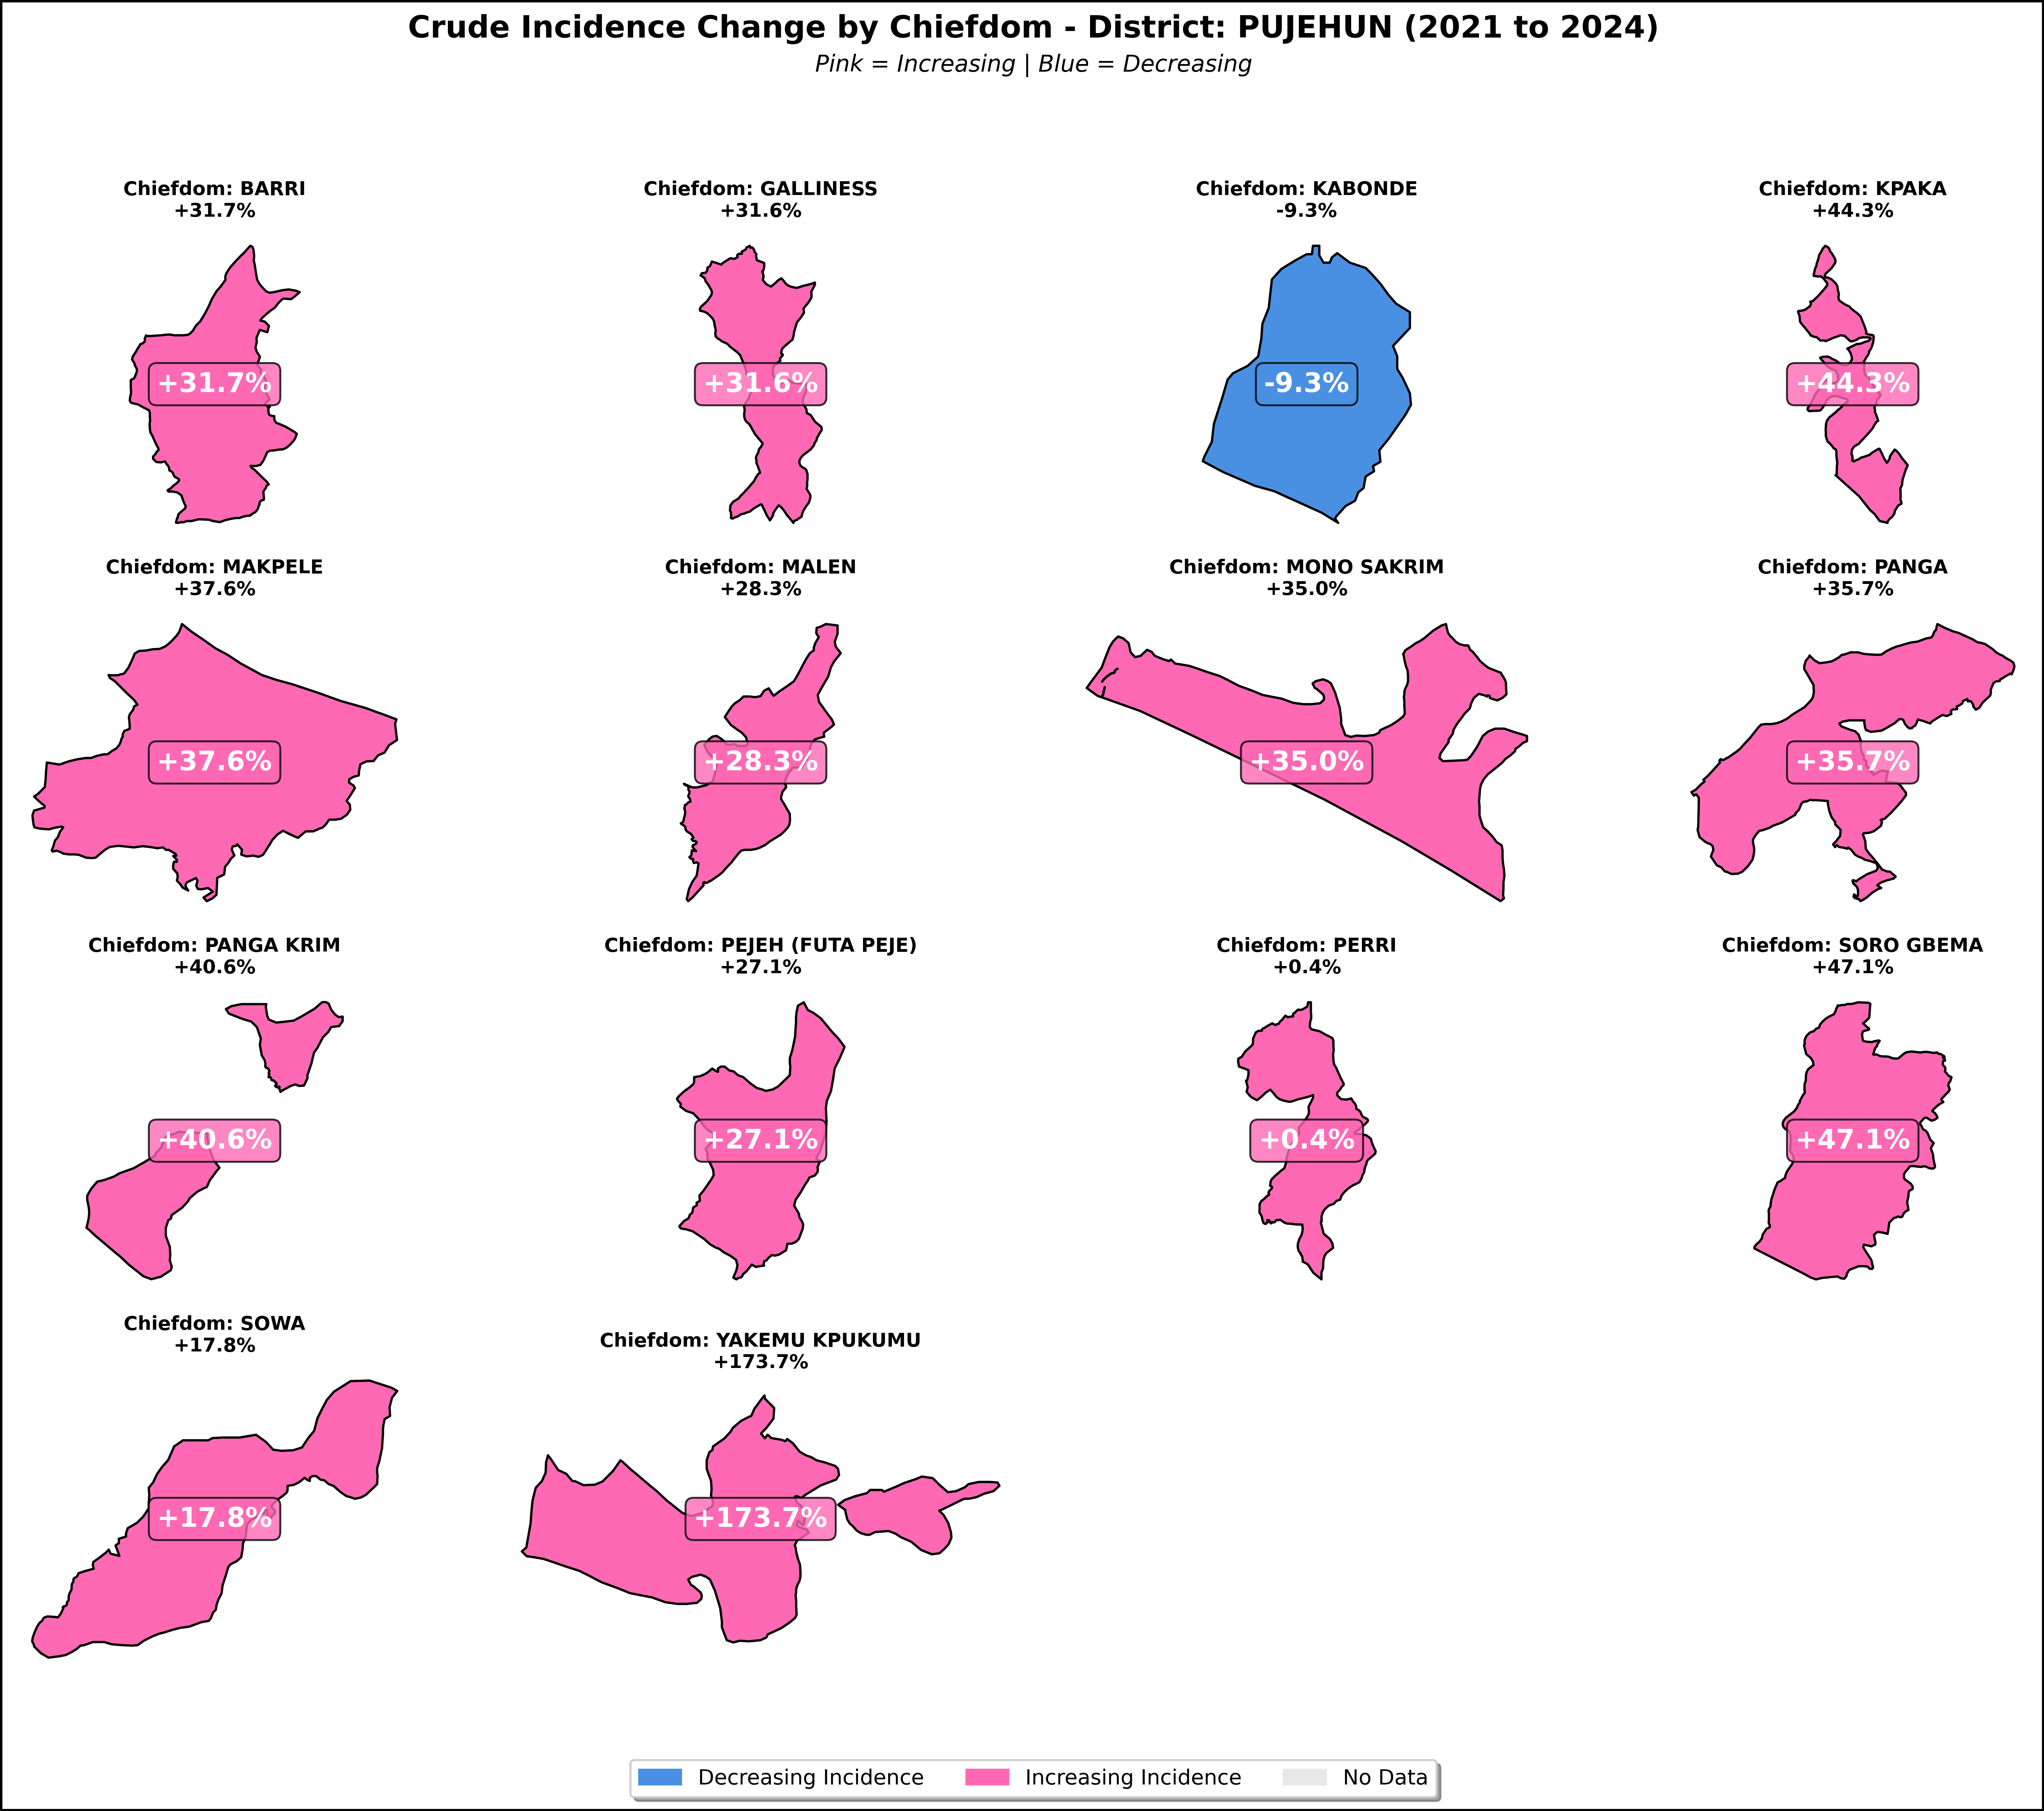 Crude Incidence Change by Chiefdom - District: PUJEHUN (2021 to 2024)
Pink = Increasing | Blue = Decreasing
Chiefdom: BARRI
+31.7%
+31.7%
Chiefdom: GALLINESS
+31.6%
+31.6%
Chiefdom: KABONDE
-9.3%
-9.3%
Chiefdom: KPAKA
+44.3%
+44.3%
Chiefdom: MAKPELE
+37.6%
+37.6%
Chiefdom: MALEN
+28.3%
+28.3%
Chiefdom: MONO SAKRIM
+35.0%
+35.0%
Chiefdom: PANGA
+35.7%
+35.7%
Chiefdom: PANGA KRIM
+40.6%
+40.6%
Chiefdom: PEJEH (FUTA PEJE)
+27.1%
+27.1%
Chiefdom: PERRI
+0.4%
+0.4%
Chiefdom: SORO GBEMA
+47.1%
+47.1%
Chiefdom: SOWA
+17.8%
+17.8%
Chiefdom: YAKEMU KPUKUMU
+173.7%
+173.7%
Decreasing Incidence
Increasing Incidence
No Data